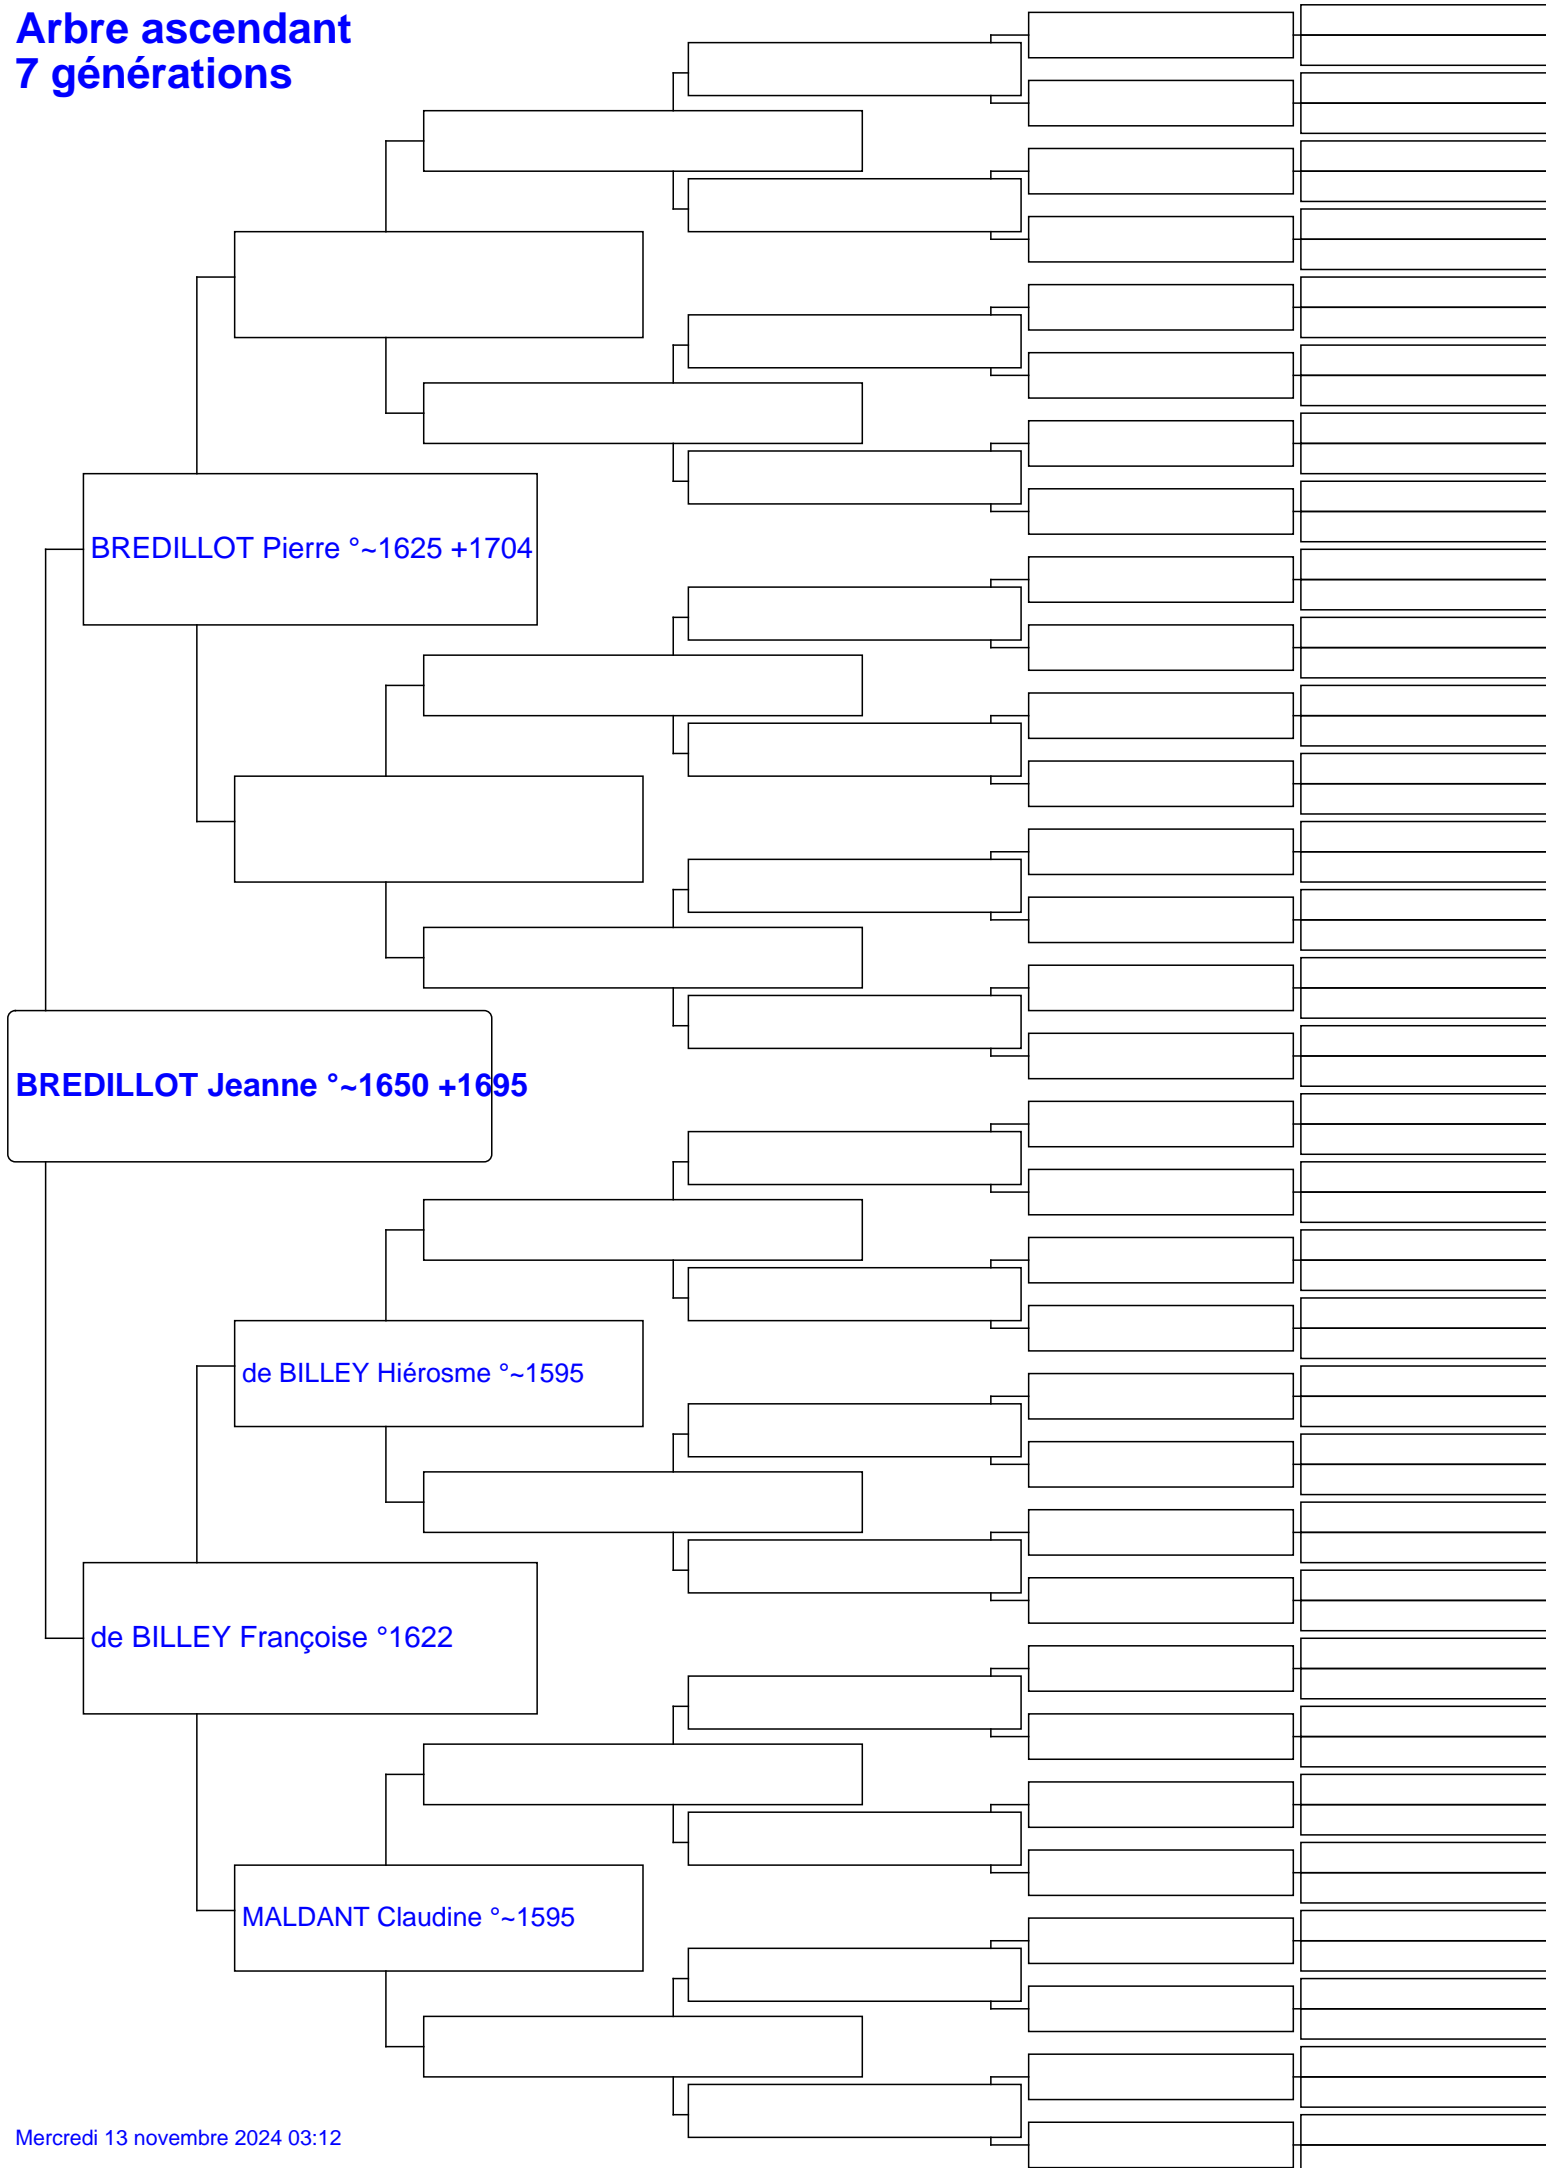 Arbre ascendant
7 générations
BREDILLOT Pierre °~1625 +1704
BREDILLOT Jeanne °~1650 +1695
de BILLEY Hiérosme °~1595
de BILLEY Françoise °1622
MALDANT Claudine °~1595
Mercredi 13 novembre 2024 03:12